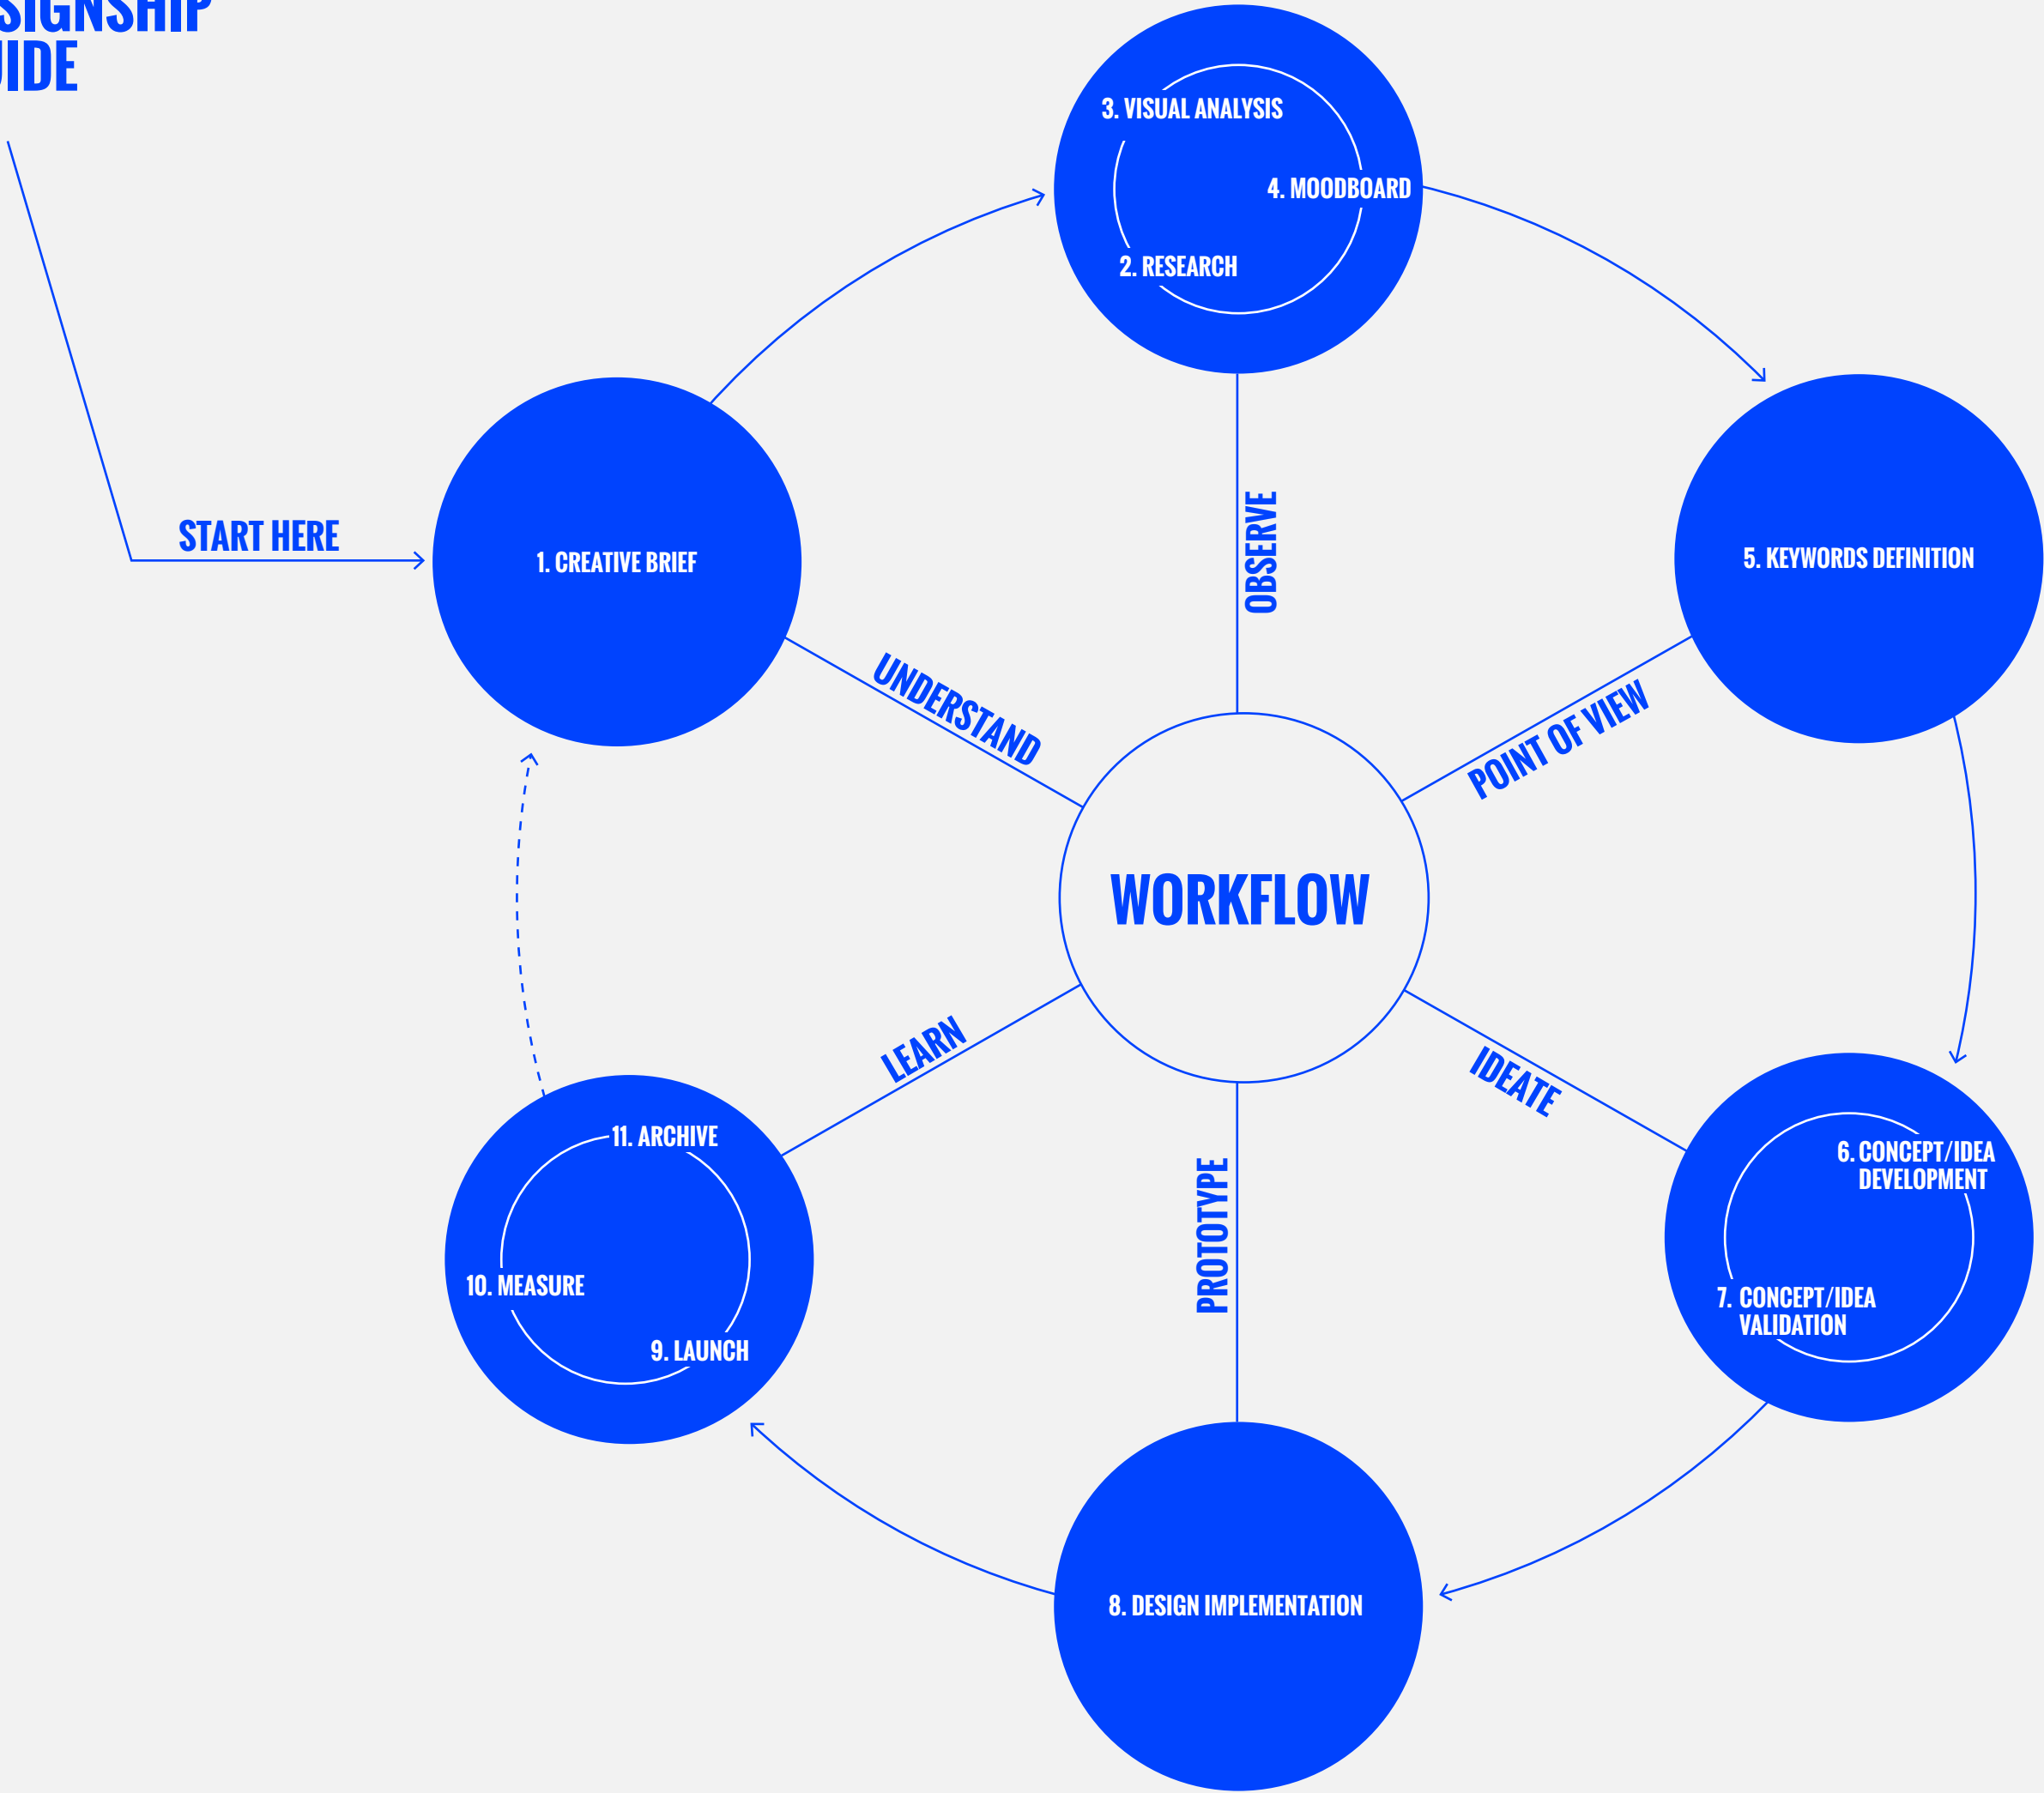 START HERE
3. VISUAL ANALYSIS
4. MOODBOARD
2. RESEARCH
1. CREATIVE BRIEF
OBSERVE
5. KEYWORDS DEFINITION
UNDERSTAND
POINT OF VIEW
WORKFLOW
LEARN
IDEATE
11. ARCHIVE
10. MEASURE
9. LAUNCH
PROTOTYPE
6. CONCEPT/IDEA
DEVELOPMENT
7. CONCEPT/IDEA
VALIDATION
8. DESIGN IMPLEMENTATION